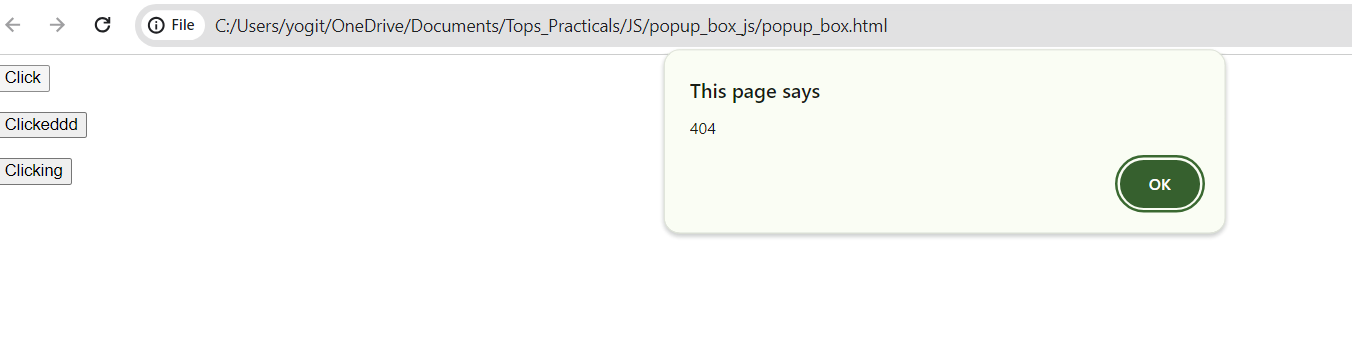 File C:/Users/yogit/OneDrive/Documents/Tops_Practicals/JS/popup_box_js/popup_box.html
Click
Clickeddd
Clicking
This page says
404
OK